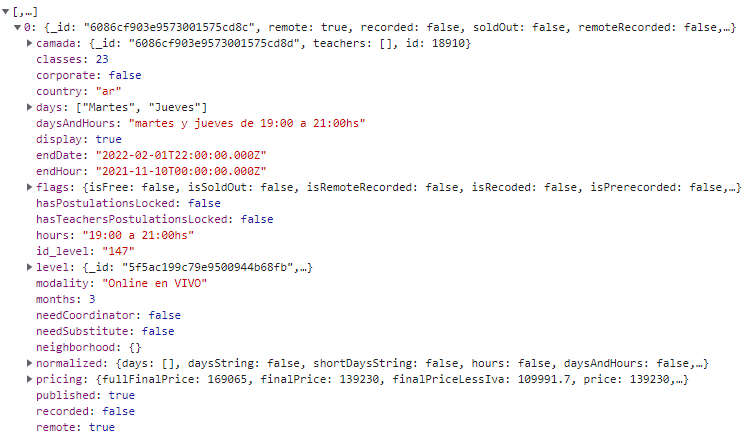 ▼ [,…]
▼ 0: {_id: "6086cf903e9573001575cd8c", remote: true, recorded: false, soldOut: false, remoteRecorded: false,…}
▶ camada: {_id: "6086cf903e9573001575cd8d", teachers: [], id: 18910}
classes: 23
corporate: false
country: "ar"
▶ days: ["Martes", "Jueves"]
daysAndHours: "martes y jueves de 19:00 a 21:00hs"
display: true
endDate: "2022-02-01T22:00:00.000Z"
endHour: "2021-11-10T00:00:00.000Z"
▶ flags: {isFree: false, isSoldOut: false, isRemoteRecorded: false, isRecoded: false, isPrerecorded: false,…}
hasPostulationsLocked: false
hasTeachersPostulationsLocked: false
hours: "19:00 a 21:00hs"
id_level: "147"
▶ level: {_id: "5f5ac199c79e9500944b68fb",…}
modality: "Online en VIVO"
months: 3
needCoordinator: false
needSubstitute: false
neighborhood: {}
▶ normalized: {days: [], daysString: false, shortDaysString: false, hours: false, daysAndHours: false,…}
▶ pricing: {fullFinalPrice: 169065, finalPrice: 139230, finalPriceLessIva: 109991.7, price: 139230,…}
published: true
recorded: false
remote: true